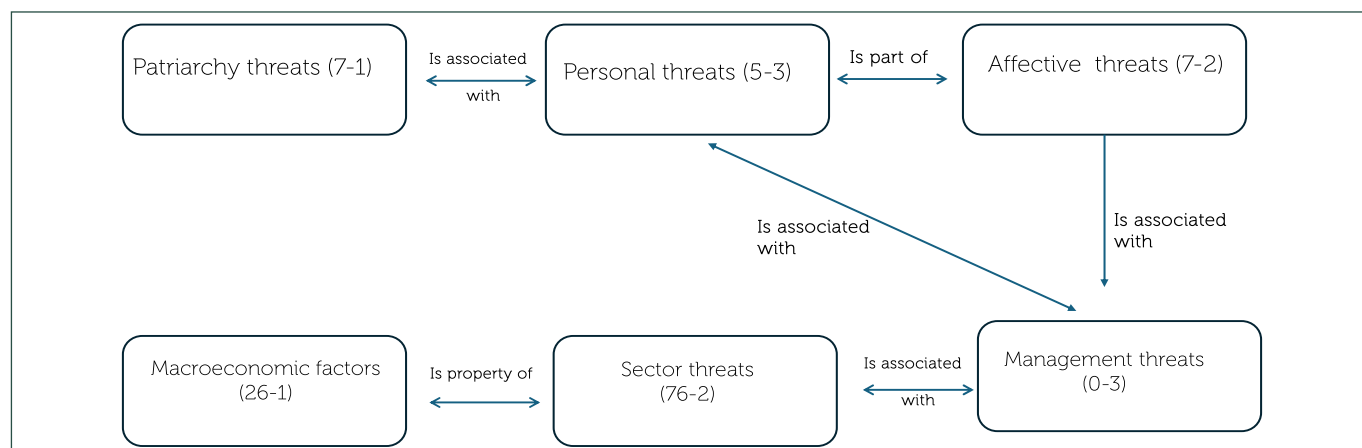 Patriarchy threats (7-1)
Is associated
with
Personal threats (5-3)
Is part of
Affective threats (7-2)
Is associated
with
Is associated
with
Macroeconomic factors
(26-1)
Is property of
Sector threats
(76-2)
Is associated
with
Management threats
(0-3)